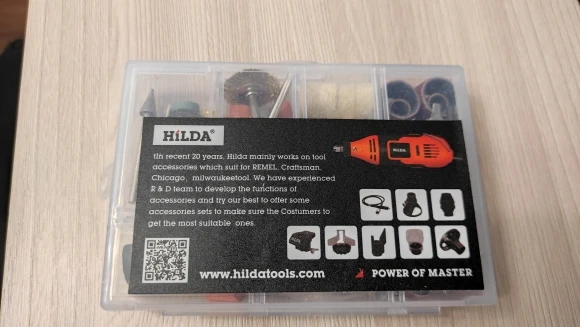 HiLDA®
tin recent 20 years, Hilda mainly works on tool
accessories which suit for REMEL, Craftsman,
Chicago, milwaukeetool. We have experienced
R & D team to develop the functions of
accessories and try our best to offer some
accessories sets to make sure the Costumers to
get the most suitable ones.
HILDA
www.hildatools.com
POWER OF MASTER